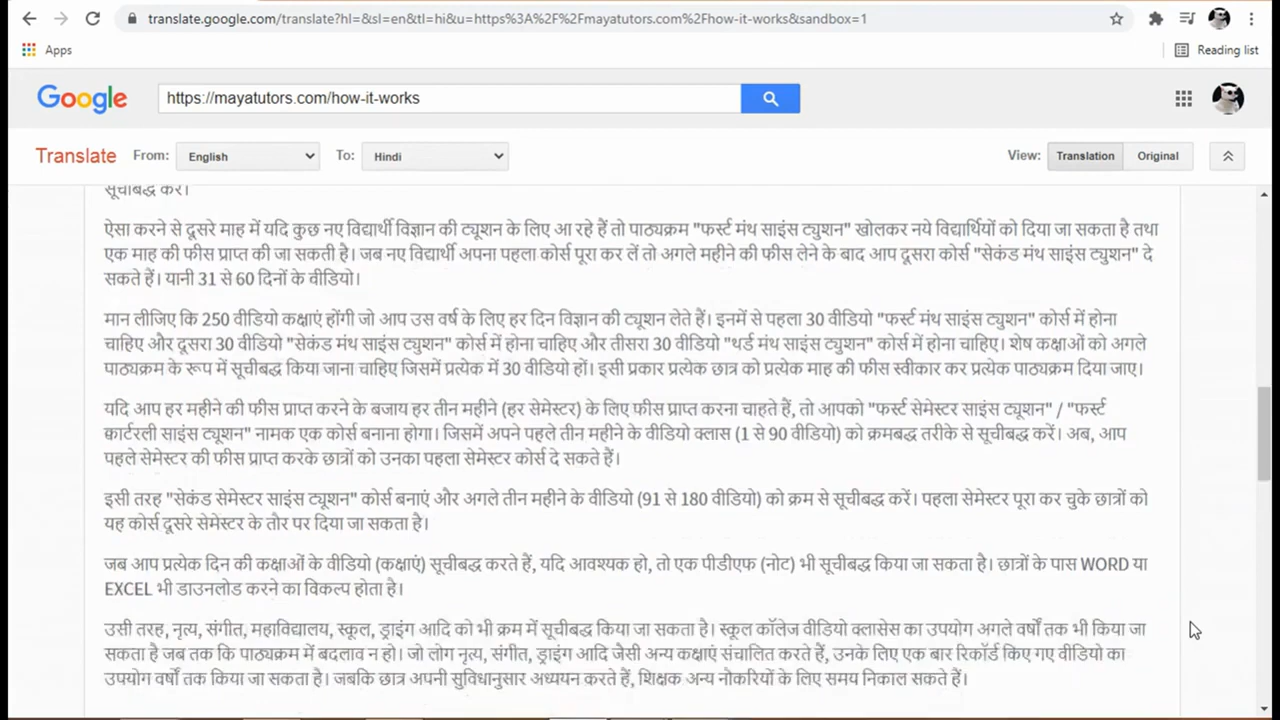 translate.google.com/translate?hl=&sl=en&tl=hi&u=https%3A%2F%2Fmayatutors.com%2Fhow-it-works&sandbox=1
Apps
Reading list
Google
https://mayatutors.com/how-it-works
Translate From: English To: Hindi View: Translation Original
सूचीबद्ध करें।
ऐसा करने से दूसरे माह में यदि कुछ नए विद्यार्थी विज्ञान की ट्यूशन के लिए आ रहे हैं तो पाठ्यक्रम "फर्स्ट मंथ साइंस ट्युशन" खोलकर नये विद्यार्थियों को दिया जा सकता है तथा
एक माह की फीस प्राप्त की जा सकती है। जब नए विद्यार्थी अपना पहला कोर्स पूरा कर लें तो अगले महीने की फीस लेने के बाद आप दूसरा कोर्स "सेकंड मंथ साइंस ट्युशन" दे
सकते हैं। यानी 31 से 60 दिनों के वीडियो।
मान लीजिए कि 250 वीडियो कक्षाएं होंगी जो आप उस वर्ष के लिए हर दिन विज्ञान की ट्यूशन लेते हैं। इनमें से पहला 30 वीडियो "फर्स्ट मंथ साइंस ट्युशन" कोर्स में होना
चाहिए और दूसरा 30 वीडियो "सेकंड मंथ साइंस ट्यूशन" कोर्स में होना चाहिए और तीसरा 30 वीडियो "थर्ड मंथ साइंस ट्यूशन" कोर्स में होना चाहिए। शेष कक्षाओं को अगले
पाठ्यक्रम के रूप में सूचीबद्ध किया जाना चाहिए जिसमें प्रत्येक में 30 वीडियो हों। इसी प्रकार प्रत्येक छात्र को प्रत्येक माह की फीस स्वीकार कर प्रत्येक पाठ्यक्रम दिया जाए।
यदि आप हर महीने की फीस प्राप्त करने के बजाय हर तीन महीने (हर सेमेस्टर) के लिए फीस प्राप्त करना चाहते हैं, तो आपको "फर्स्ट सेमेस्टर साइंस ट्यूशन" / "फर्स्ट
क्वार्टरली साइंस ट्यूशन" नामक एक कोर्स बनाना होगा। जिसमें अपने पहले तीन महीने के वीडियो क्लास (1 से 90 वीडियो) को क्रमबद्ध तरीके से सूचीबद्ध करें। अब, आप
पहले सेमेस्टर की फीस प्राप्त करके छात्रों को उनका पहला सेमेस्टर कोर्स दे सकते हैं।
इसी तरह "सेकंड सेमेस्टर साइंस ट्यूशन" कोर्स बनाएं और अगले तीन महीने के वीडियो (91 से 180 वीडियो) को क्रम से सूचीबद्ध करें। पहला सेमेस्टर पूरा कर चुके छात्रों को
यह कोर्स दूसरे सेमेस्टर के तौर पर दिया जा सकता है।
जब आप प्रत्येक दिन की कक्षाओं के वीडियो (कक्षाएं) सूचीबद्ध करते हैं, यदि आवश्यक हो, तो एक पीडीएफ (नोट) भी सूचीबद्ध किया जा सकता है। छात्रों के पास WORD या
EXCEL भी डाउनलोड करने का विकल्प होता है।
उसी तरह, नृत्य, संगीत, महाविद्यालय, स्कूल, ड्राइंग आदि को भी क्रम में सूचीबद्ध किया जा सकता है। स्कूल कॉलेज वीडियो क्लासेस का उपयोग अगले वर्षों तक भी किया जा
सकता है जब तक कि पाठ्यक्रम में बदलाव न हो। जो लोग नृत्य, संगीत, ड्राइंग आदि जैसी अन्य कक्षाएं संचालित करते हैं, उनके लिए एक बार रिकॉर्ड किए गए वीडियो का
उपयोग वर्षों तक किया जा सकता है। जबकि छात्र अपनी सुविधानुसार अध्ययन करते हैं, शिक्षक अन्य नौकरियों के लिए समय निकाल सकते हैं।